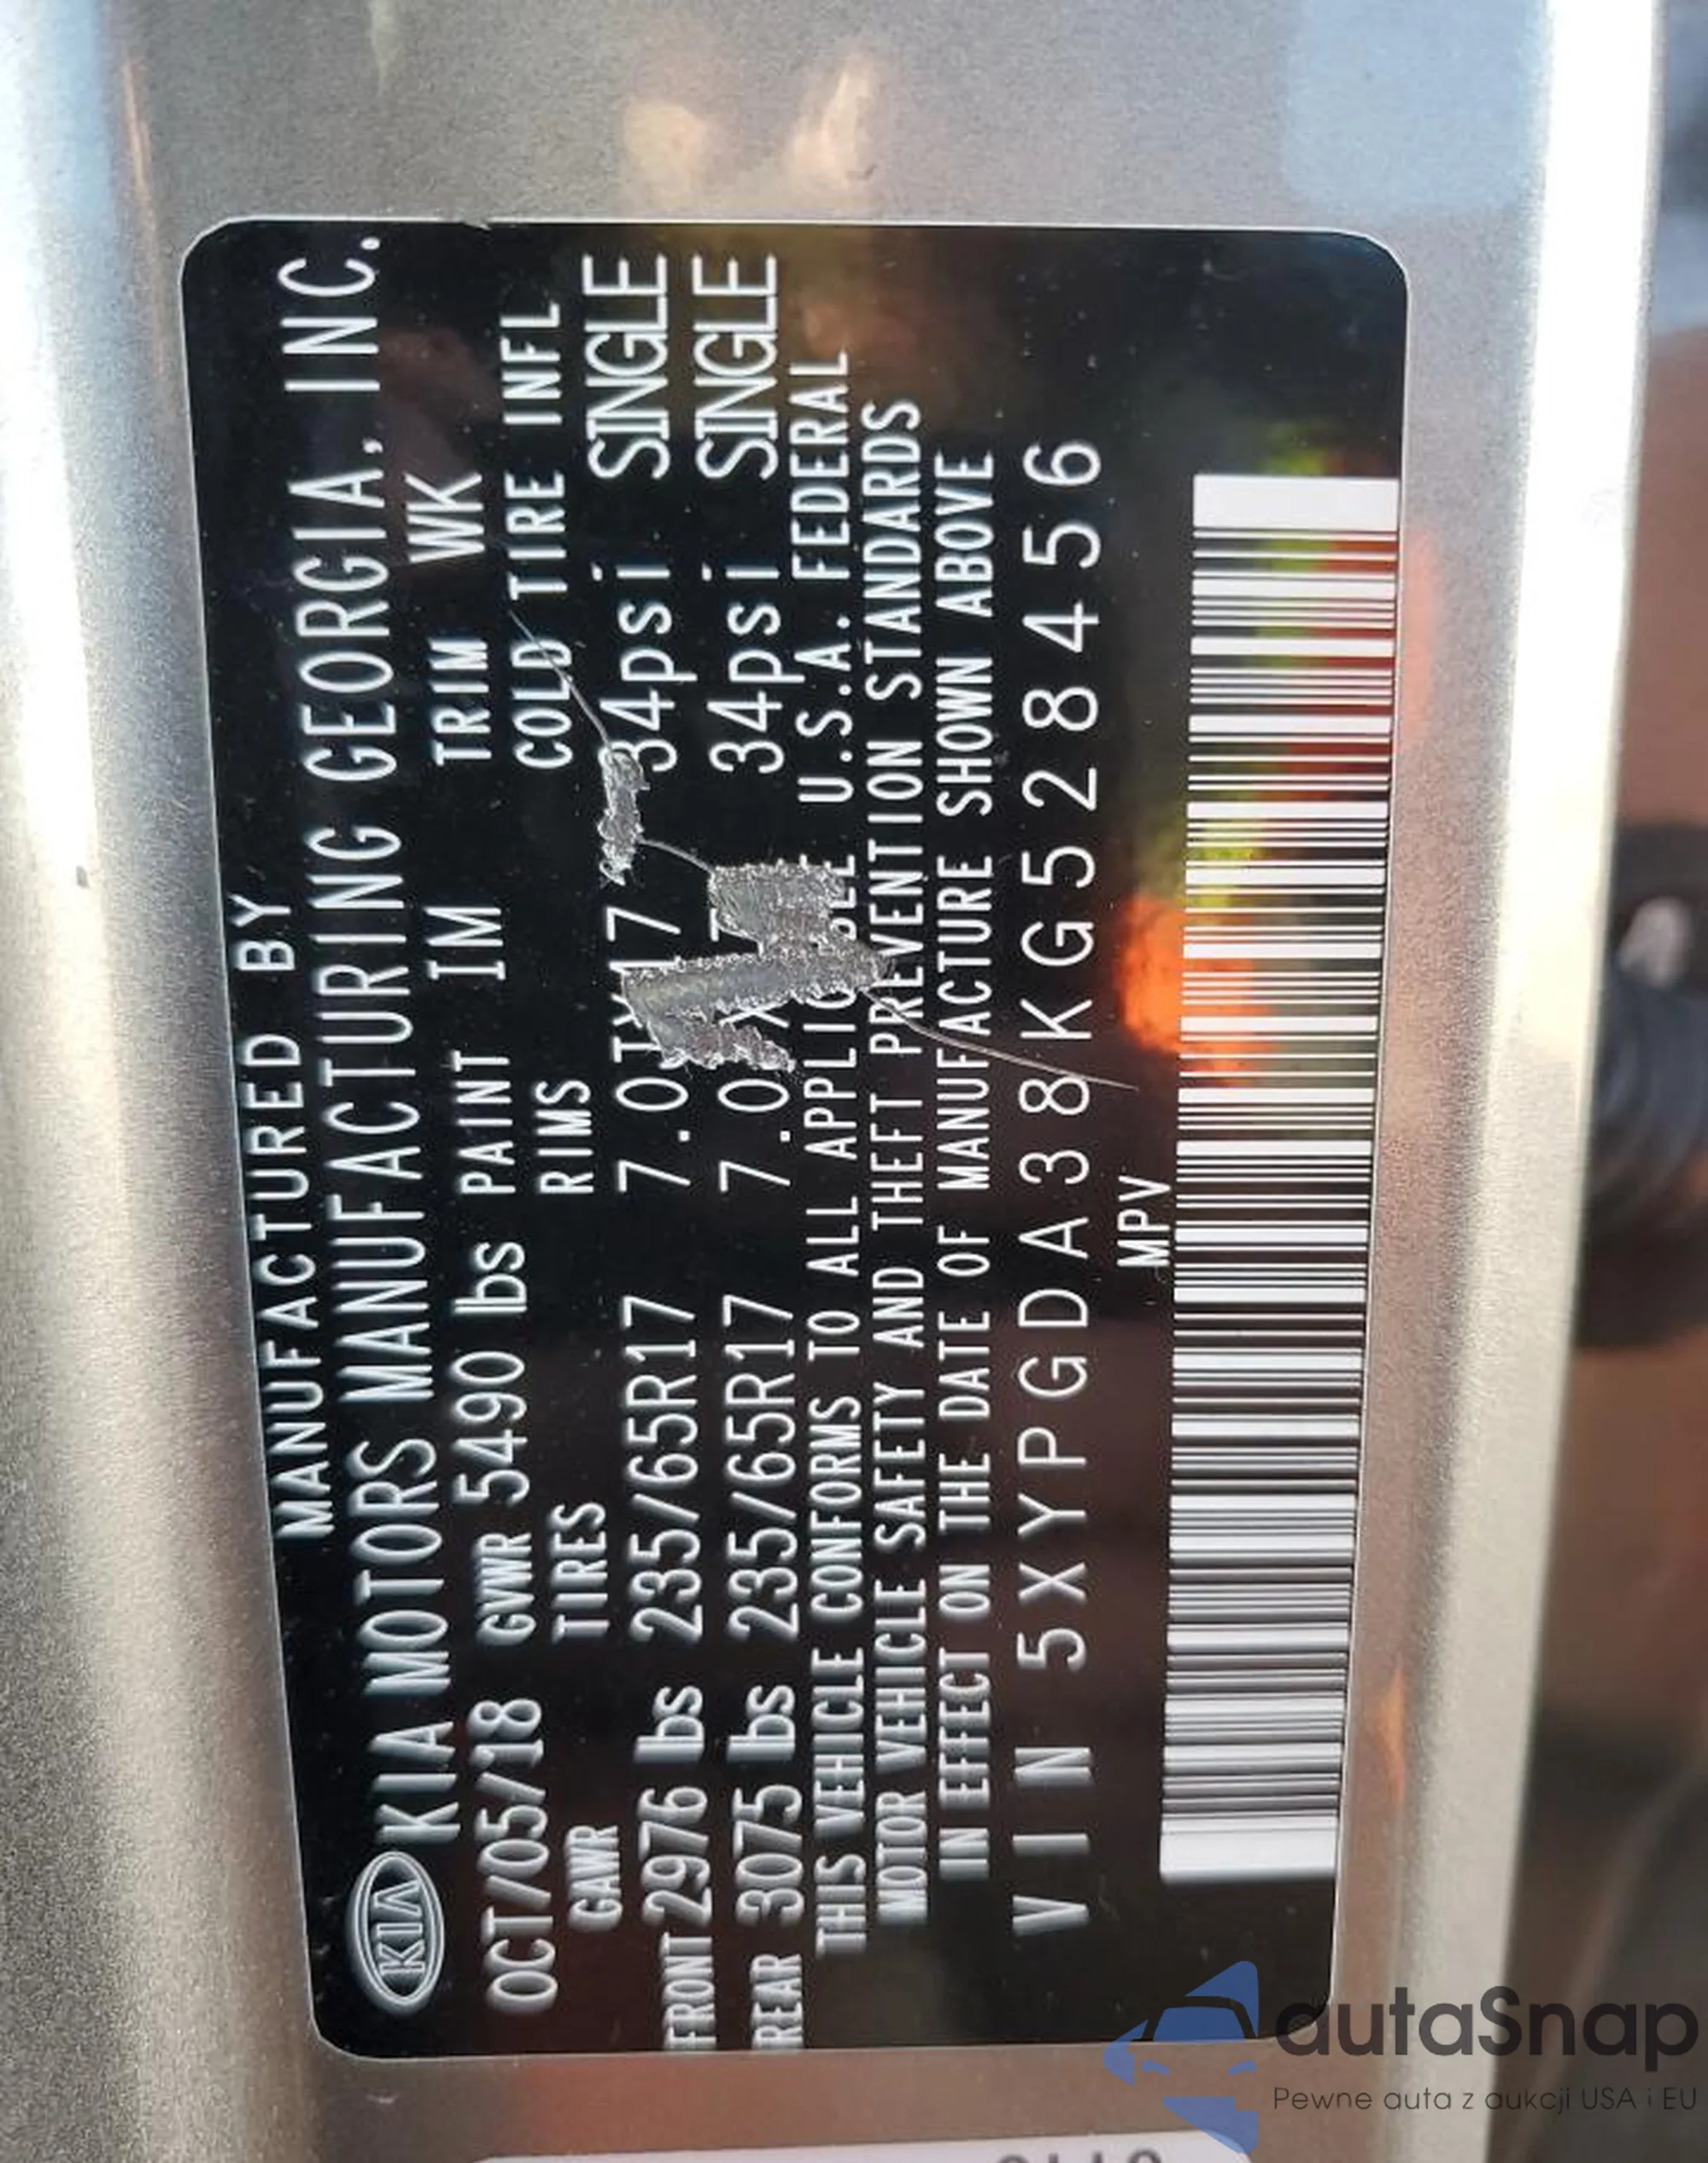 MANUFACTURED BY
KIA KIA MOTORS MANUFACTURING GEORGIA, INC.
OCT/05/18 GVWR 5490 lbs PAINT IM TRIM WK
GAWR TIRES RIMS COLD TIRE INFL
FRONT 2976 lbs 235/65R17 7.0JX17 34psi SINGLE
REAR 3075 lbs 235/65R17 34psi SINGLE
THIS VEHICLE CONFORMS TO ALL APPLICABLE U.S.A. FEDERAL
MOTOR VEHICLE SAFETY AND THEFT PREVENTION STANDARDS
IN EFFECT ON THE DATE OF MANUFACTURE SHOWN ABOVE
VIN 5XYPGDA38KG528456
MPV
autaSnap
Pewne auta z aukcji USA i EU